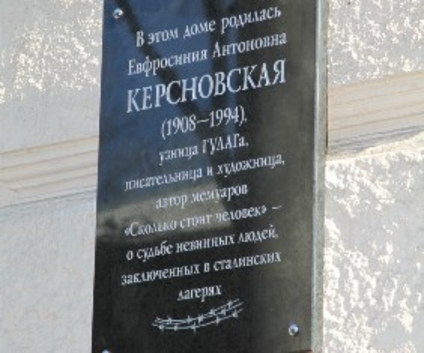 В этом доме родилась
Евфросиния Антоновна
КЕРСНОВСКАЯ
(1908—1994),
узница ГУЛАГа,
писательница и художница,
автор мемуаров
«Сколько стоит человек» —
о судьбе невинных людей,
заключенных в сталинских
лагерях